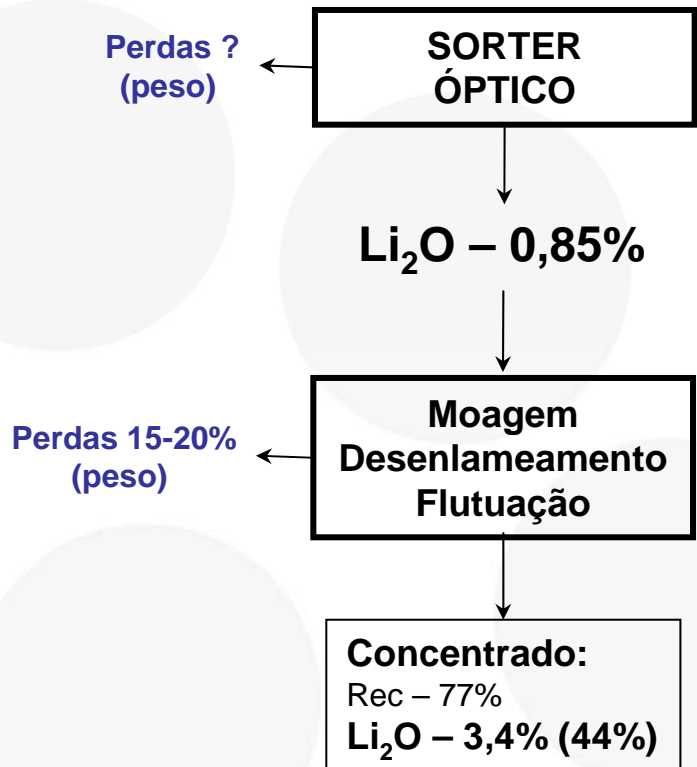 Perdas ?
(peso)
SORTER
ÓPTICO
Li₂O – 0,85%
Perdas 15-20%
(peso)
Moagem
Desenlameamento
Flutuação
Concentrado:
Rec – 77%
Li₂O – 3,4% (44%)